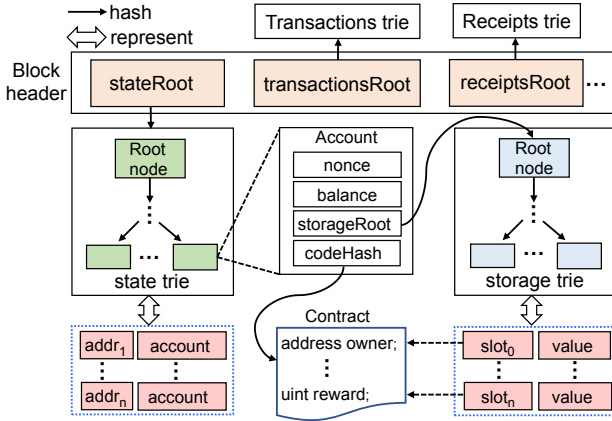 hash
represent
Transactions trie
Receipts trie
Block
header
stateRoot
transactionsRoot
receiptsRoot
...
Root
node
...
state trie
Account
nonce
balance
storageRoot
codeHash
Root
node
...
storage trie
addr1 account
addrn account
Contract
address owner;
uint reward;
slot0 value
slotn value